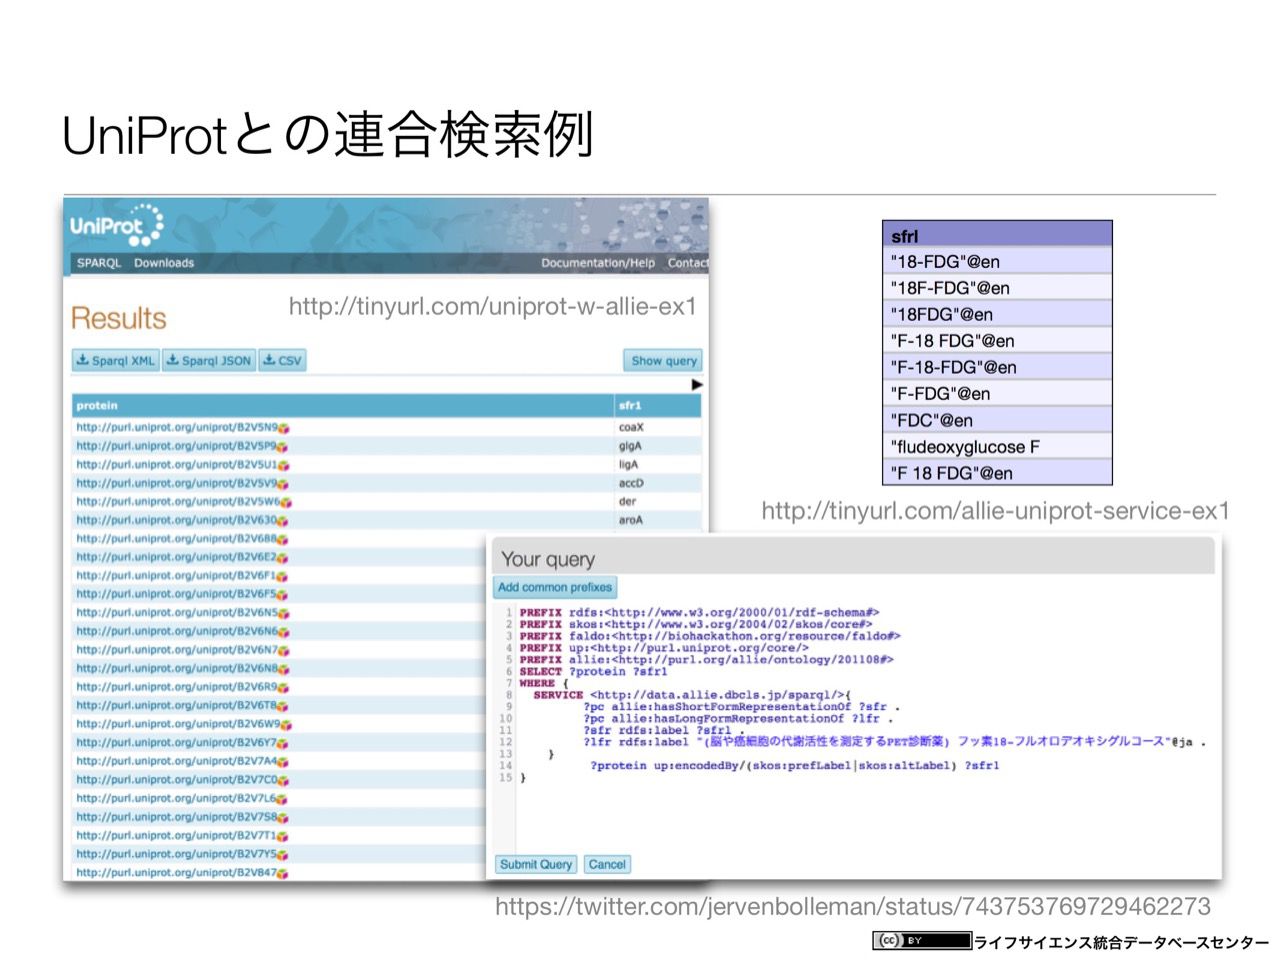 UniProtとの連合検索例
UniProt
SPARQL Downloads Documentation/Help Contact
Results
http://tinyurl.com/uniprot-w-allie-ex1
Sparql XML Sparql JSON CSV Show query
protein sfr1
http://purl.uniprot.org/uniprot/B2V5N9 coaX
http://purl.uniprot.org/uniprot/B2V5P9 glgA
http://purl.uniprot.org/uniprot/B2V5U1 ligA
http://purl.uniprot.org/uniprot/B2V5V9 accD
http://purl.uniprot.org/uniprot/B2V5W6 der
http://purl.uniprot.org/uniprot/B2V630 aroA
http://purl.uniprot.org/uniprot/B2V688
http://purl.uniprot.org/uniprot/B2V6E2
http://purl.uniprot.org/uniprot/B2V6F1
http://purl.uniprot.org/uniprot/B2V6F5
http://purl.uniprot.org/uniprot/B2V6N5
http://purl.uniprot.org/uniprot/B2V6N6
http://purl.uniprot.org/uniprot/B2V6N7
http://purl.uniprot.org/uniprot/B2V6N8
http://purl.uniprot.org/uniprot/B2V6R9
http://purl.uniprot.org/uniprot/B2V6T8
http://purl.uniprot.org/uniprot/B2V6W9
http://purl.uniprot.org/uniprot/B2V6Y7
http://purl.uniprot.org/uniprot/B2V7A4
http://purl.uniprot.org/uniprot/B2V7C0
http://purl.uniprot.org/uniprot/B2V7L6
http://purl.uniprot.org/uniprot/B2V7S8
http://purl.uniprot.org/uniprot/B2V7T1
http://purl.uniprot.org/uniprot/B2V7Y5
http://purl.uniprot.org/uniprot/B2V847
sfrl
"18-FDG"@en
"18F-FDG"@en
"18FDG"@en
"F-18 FDG"@en
"F-18-FDG"@en
"F-FDG"@en
"FDC"@en
"fludeoxyglucose F
"F 18 FDG"@en
http://tinyurl.com/allie-uniprot-service-ex1
Your query
Add common prefixes
1 PREFIX rdfs:<http://www.w3.org/2000/01/rdf-schema#>
2 PREFIX skos:<http://www.w3.org/2004/02/skos/core#>
3 PREFIX faldo:<http://biohackathon.org/resource/faldo#>
4 PREFIX up:<http://purl.uniprot.org/core/>
5 PREFIX allie:<http://purl.org/allie/ontology/201108#>
6 SELECT ?protein ?sfr1
7 WHERE {
8 SERVICE <http://data.allie.dbcls.jp/sparql/>{
9 ?pc allie:hasShortFormRepresentationOf ?sfr .
10 ?pc allie:hasLongFormRepresentationOf ?lfr .
11 ?sfr rdfs:label ?sfrl .
12 ?lfr rdfs:label "(脳や癌細胞の代謝活性を測定するPET診断薬) フッ素18-フルオロデオキシグルコース"@ja .
13 }
14 ?protein up:encodedBy/(skos:prefLabel|skos:altLabel) ?sfr1
15 }
Submit Query Cancel
https://twitter.com/jervenbolleman/status/743753769729462273
(cc) BY ライフサイエンス統合データベースセンター